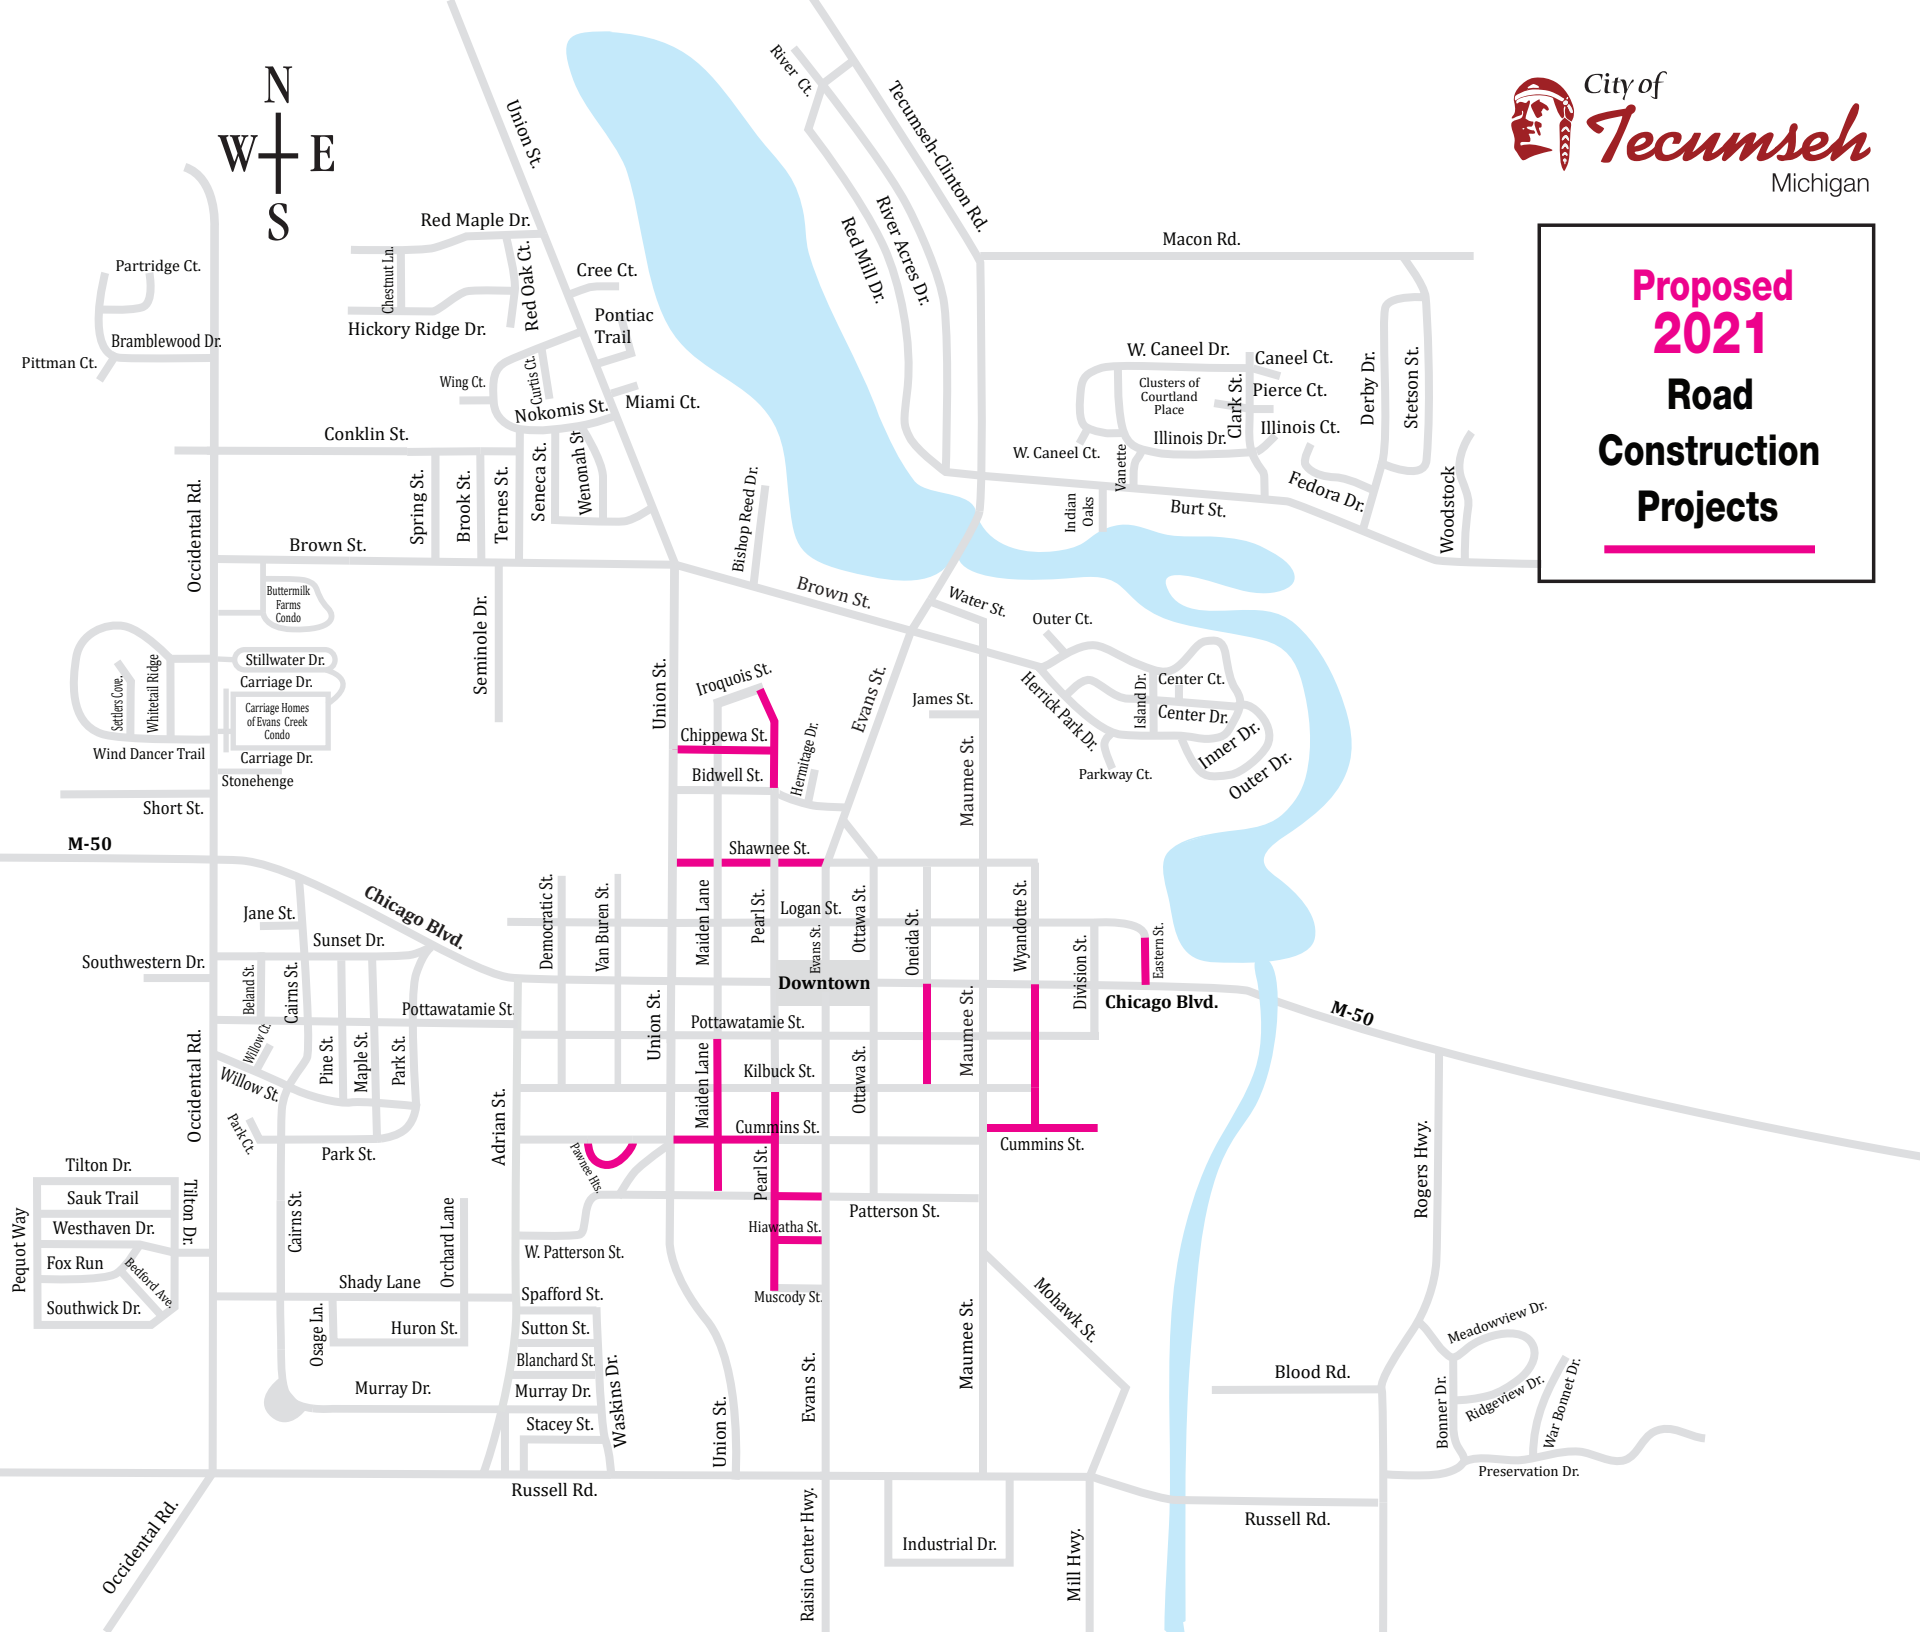 City of
Tecumseh
Michigan
Proposed
2021
Road
Construction
Projects
N
W E
S
River Ct.
Tecumseh-Clinton Rd.
Union St.
River Acres Dr.
Red Mill Dr.
Red Maple Dr.
Chestnut Ln.
Red Oak Ct.
Cree Ct.
Hickory Ridge Dr.
Pontiac
Trail
Macon Rd.
Partridge Ct.
Bramblewood Dr.
Pittman Ct.
Wing Ct.
Curtis Ct.
Nokomis St.
Miami Ct.
W. Caneel Dr.
Caneel Ct.
Clusters of
Courtland
Place
Clark St.
Pierce Ct.
Illinois Dr.
Illinois Ct.
Derby Dr.
Stetson St.
W. Caneel Ct.
Vanette
Indian
Oaks
Burt St.
Fedora Dr.
Woodstock
Conklin St.
Spring St.
Brook St.
Ternes St.
Seneca St.
Wenonah St
Occidental Rd.
Brown St.
Bishop Reed Dr.
Brown St.
Water St.
Outer Ct.
Buttermilk
Farms
Condo
Seminole Dr.
Stillwater Dr.
Carriage Dr.
Carriage Homes
of Evans Creek
Condo
Carriage Dr.
Stonehenge
Settlers Cove.
Whitetail Ridge
Wind Dancer Trail
Short St.
Union St.
Iroquois St.
Chippewa St.
Bidwell St.
Hermitage Dr.
Evans St.
James St.
Maumee St.
Herrick Park Dr.
Island Dr.
Center Ct.
Center Dr.
Inner Dr.
Outer Dr.
Parkway Ct.
M-50
Chicago Blvd.
Shawnee St.
Democratic St.
Van Buren St.
Maiden Lane
Pearl St.
Logan St.
Evans St.
Ottawa St.
Oneida St.
Wyandotte St.
Division St.
Eastern St.
Jane St.
Sunset Dr.
Southwestern Dr.
Beland St.
Cairns St.
Pottawatamie St.
Union St.
Downtown
Chicago Blvd.
M-50
Pottawatamie St.
Maumee St.
Occidental Rd.
Willow Ct.
Willow St.
Pine St.
Maple St.
Park St.
Maiden Lane
Kilbuck St.
Ottawa St.
Adrian St.
Cummins St.
Cummins St.
Park Ct.
Park St.
Pawnee Hts.
Pearl St.
Rogers Hwy.
Tilton Dr.
Sauk Trail
Westhaven Dr.
Tilton Dr.
Pequot Way
Fox Run
Bedford Ave.
Southwick Dr.
Cairns St.
Orchard Lane
W. Patterson St.
Patterson St.
Hiawatha St.
Muscody St.
Shady Lane
Spafford St.
Osage Ln.
Huron St.
Sutton St.
Blanchard St.
Murray Dr.
Murray Dr.
Stacey St.
Waskins Dr.
Union St.
Evans St.
Maumee St.
Mohawk St.
Meadowview Dr.
Blood Rd.
Bonner Dr.
Ridgeview Dr.
War Bonnet Dr.
Preservation Dr.
Russell Rd.
Russell Rd.
Occidental Rd.
Raisin Center Hwy.
Industrial Dr.
Mill Hwy.